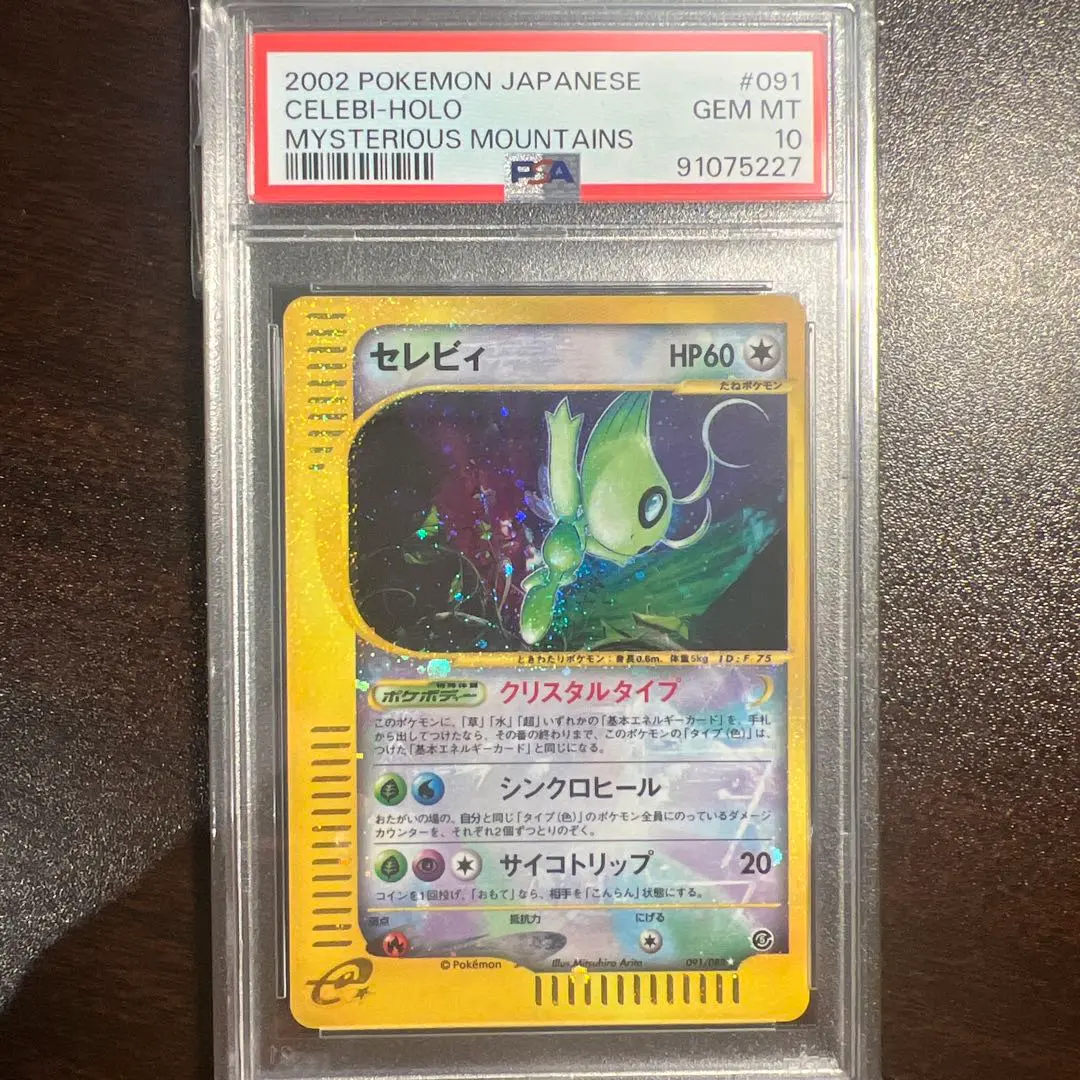 2002 POKEMON JAPANESE #091
CELEBI-HOLO GEM MT
MYSTERIOUS MOUNTAINS 10
PSA 91075227
セレビィ HP60
たねポケモン
ときわたりポケモン：身長0.6m 体重5kg ID:F-75
特殊体質
ポケボディー クリスタルタイプ
このポケモンに、「草」「水」「超」いずれかの「基本エネルギーカード」を、手札
から出してつけたなら、その番の終わりまで、このポケモンの「タイプ（色）」は、
つけた「基本エネルギーカード」と同じになる。
シンクロヒール
おたがいの場の、自分と同じ「タイプ（色）」のポケモン全員にのっているダメージ
カウンターを、それぞれ2個ずつとりのぞく。
サイコトリップ 20
コインを1回投げ、「おもて」なら、相手を「こんらん」状態にする。
弱点 抵抗力 にげる
© Pokémon Illus. Mitsuhiro Arita 091/088
e